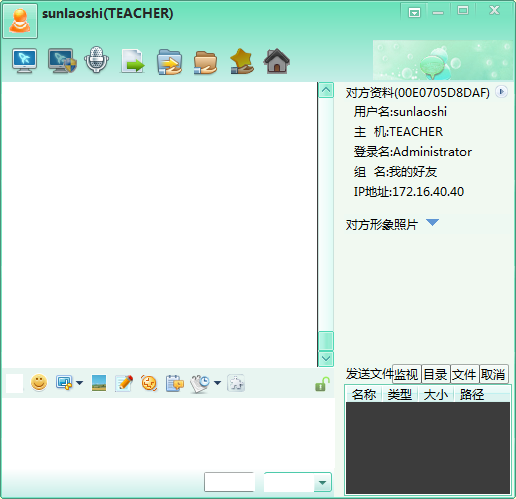 sunlaoshi(TEACHER)
对方资料(00E0705D8DAF)
用户名:sunlaoshi
主 机:TEACHER
登录名:Administrator
组 名:我的好友
IP地址:172.16.40.40
对方形象照片
发送文件 监视 目录 文件 取消
名称 类型 大小 路径